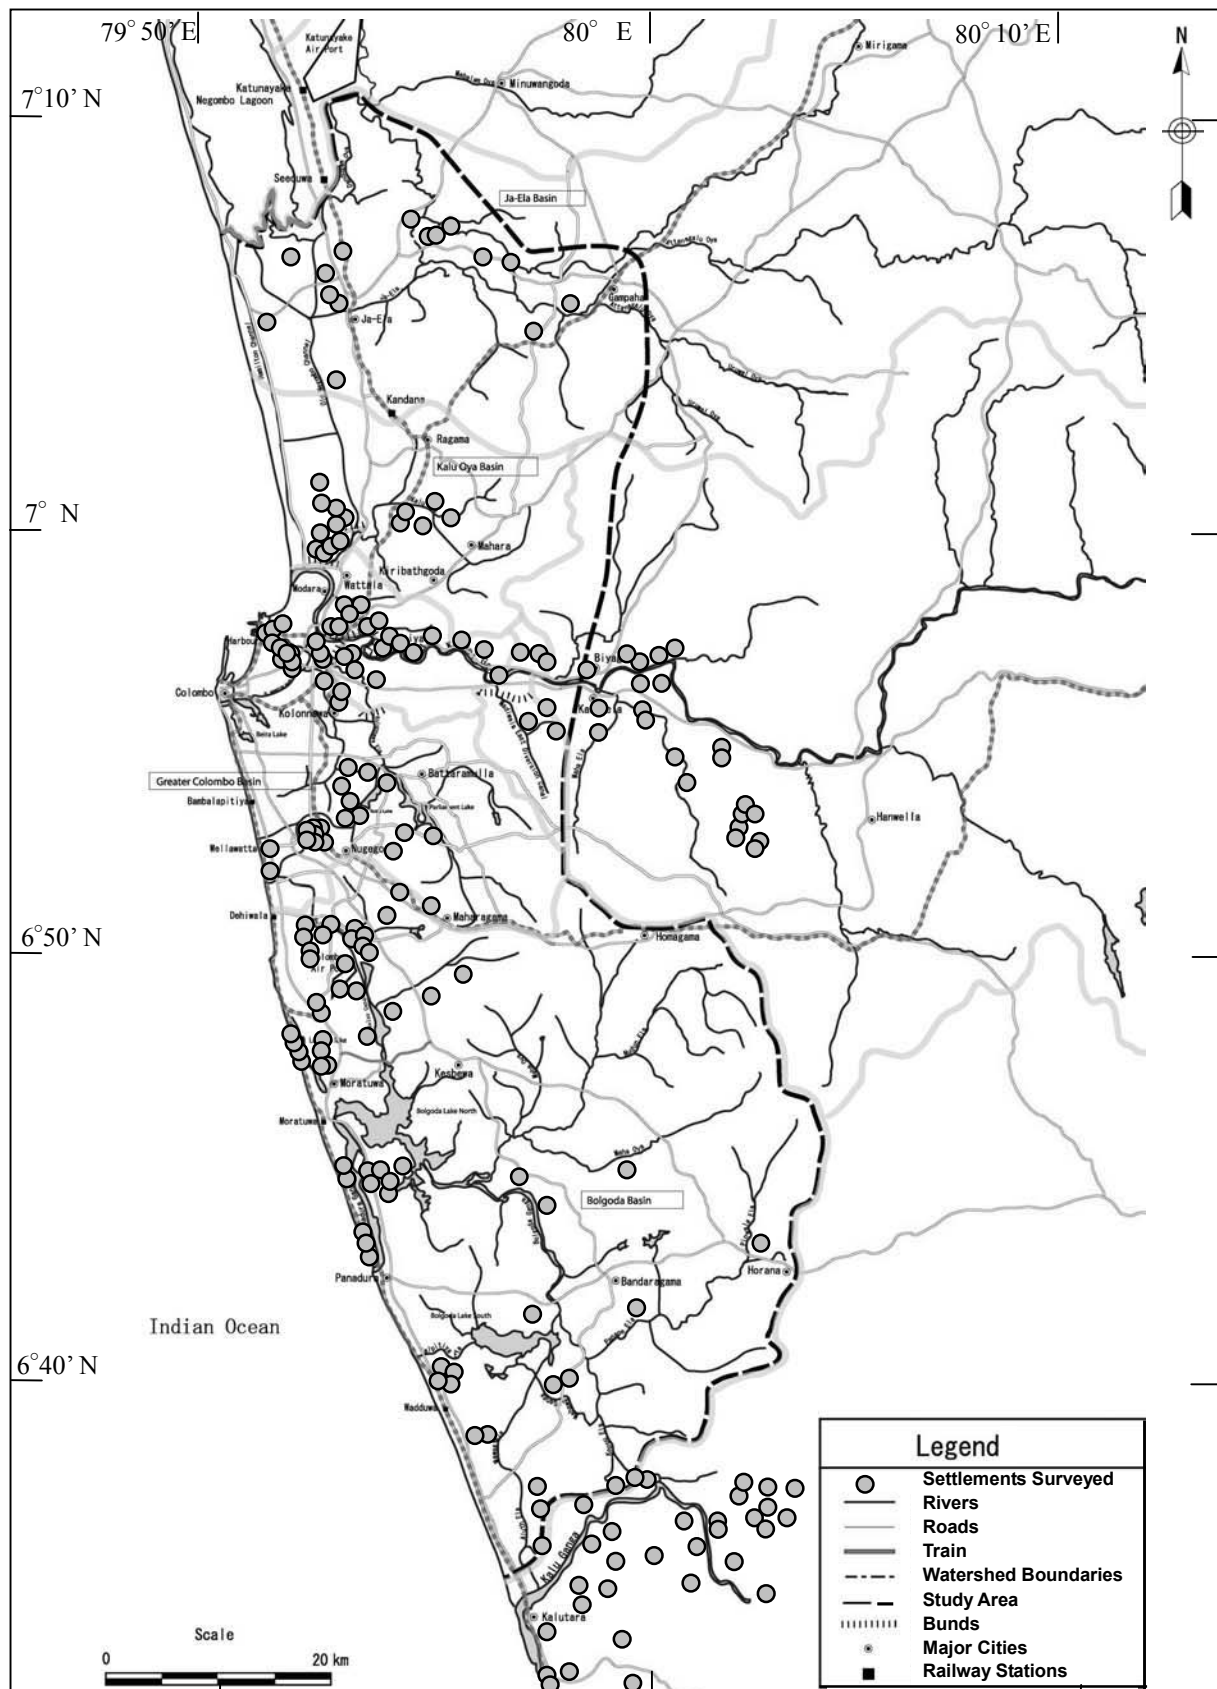 79°50' E
80° E
80°10' E
N
Katunayake
Air Port
Mirigama
Minuwangoda
Katunayake
Negombo Lagoon
7°10' N
Seeduwa
Ja-Ela Basin
Gampaha
Ja-Ela
Kandana
Ragama
Kalu Oya Basin
7° N
Mahara
Kiribathgoda
Wattala
Modara
Colombo
Kolonnawa
Beira Lake
Battaramulla
Greater Colombo Basin
Bambalapitiya
Parliament Lake
Hanwella
Wellawatta
Dehiwala
Maharagama
Homagama
6°50' N
Kesbewa
Moratuwa
Bolgoda Lake North
Moratuwa
Maha Oya
Bolgoda Basin
Horana
Panadura
Bandaragama
Bolgoda Lake South
Indian Ocean
6°40' N
Wadduwa
Kalu Ganga
Kalutara
Legend
Settlements Surveyed
Rivers
Roads
Train
Watershed Boundaries
Study Area
Bunds
Major Cities
Railway Stations
Scale
0 20 km